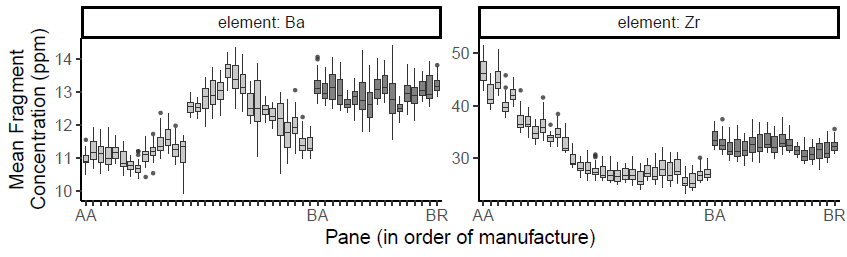 element: Ba
element: Zr
Mean Fragment
Concentration (ppm)
14
13
12
11
10
50
40
30
AA
BA
BR
AA
BA
BR
Pane (in order of manufacture)